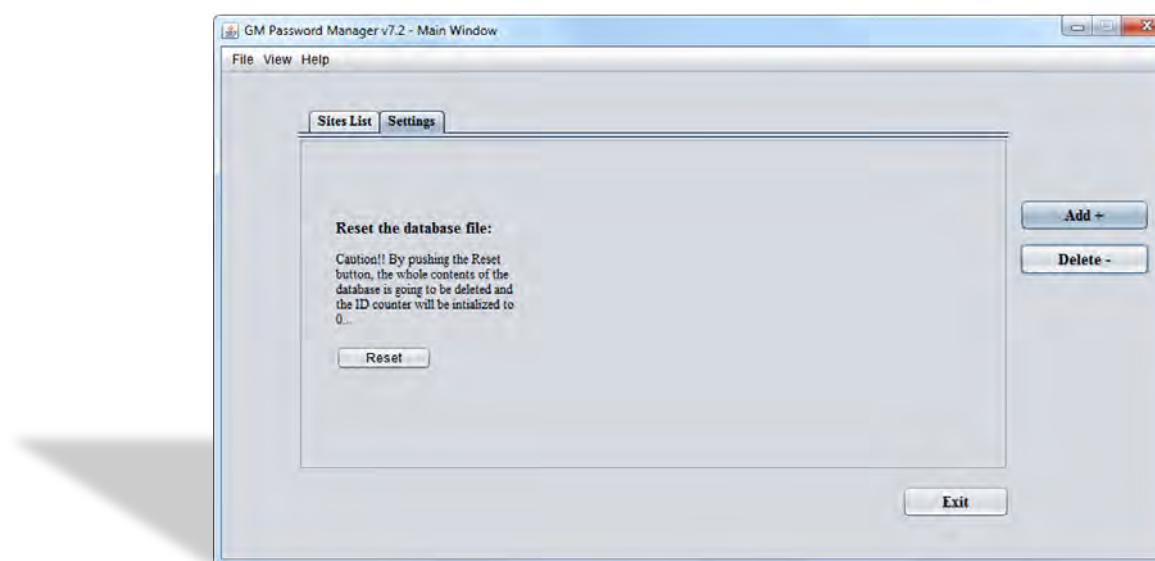 GM Password Manager v7.2 - Main Window
File View Help
Sites List Settings
Add +
Reset the database file:
Delete -
Caution!! By pushing the Reset
button, the whole contents of the
database is going to be deleted and
the ID counter will be intialized to
0...
Reset
Exit